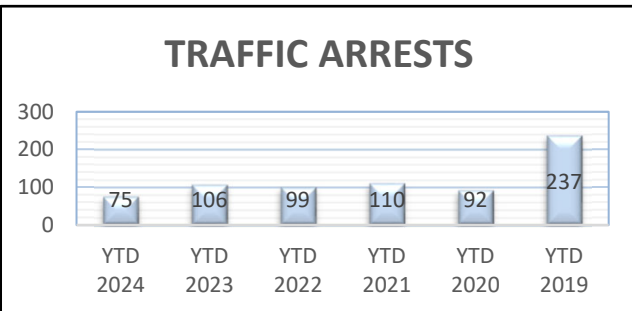 TRAFFIC ARRESTS
300
200
100
0
75 106 99 110 92 237
YTD YTD YTD YTD YTD YTD
2024 2023 2022 2021 2020 2019